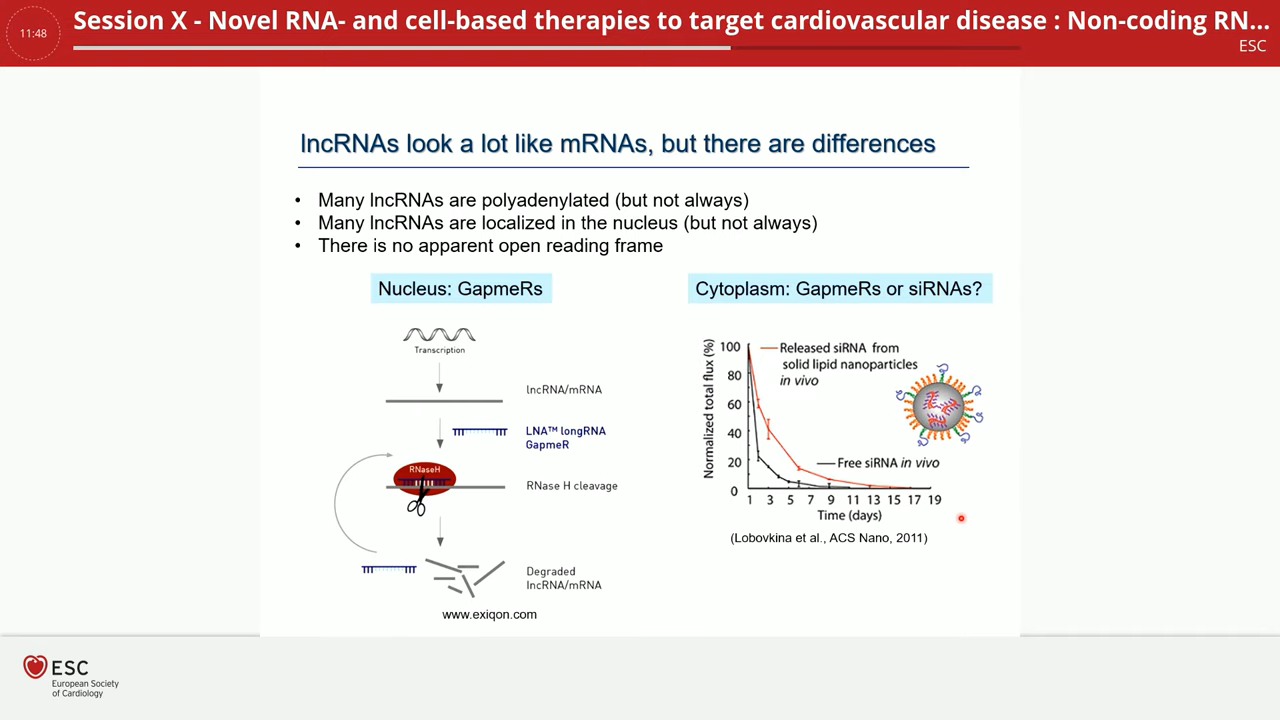 11:48
Session X - Novel RNA- and cell-based therapies to target cardiovascular disease : Non-coding RN...
ESC
lncRNAs look a lot like mRNAs, but there are differences
• Many lncRNAs are polyadenylated (but not always)
• Many lncRNAs are localized in the nucleus (but not always)
• There is no apparent open reading frame
Nucleus: GapmeRs
Transcription
lncRNA/mRNA
LNA™ longRNA
GapmeR
RNaseH
RNase H cleavage
Degraded
lncRNA/mRNA
www.exiqon.com
Cytoplasm: GapmeRs or siRNAs?
Normalized total flux (%)
100
80
60
40
20
0
Released siRNA from
solid lipid nanoparticles
in vivo
Free siRNA in vivo
1 3 5 7 9 11 13 15 17 19
Time (days)
(Lobovkina et al., ACS Nano, 2011)
ESC
European Society
of Cardiology